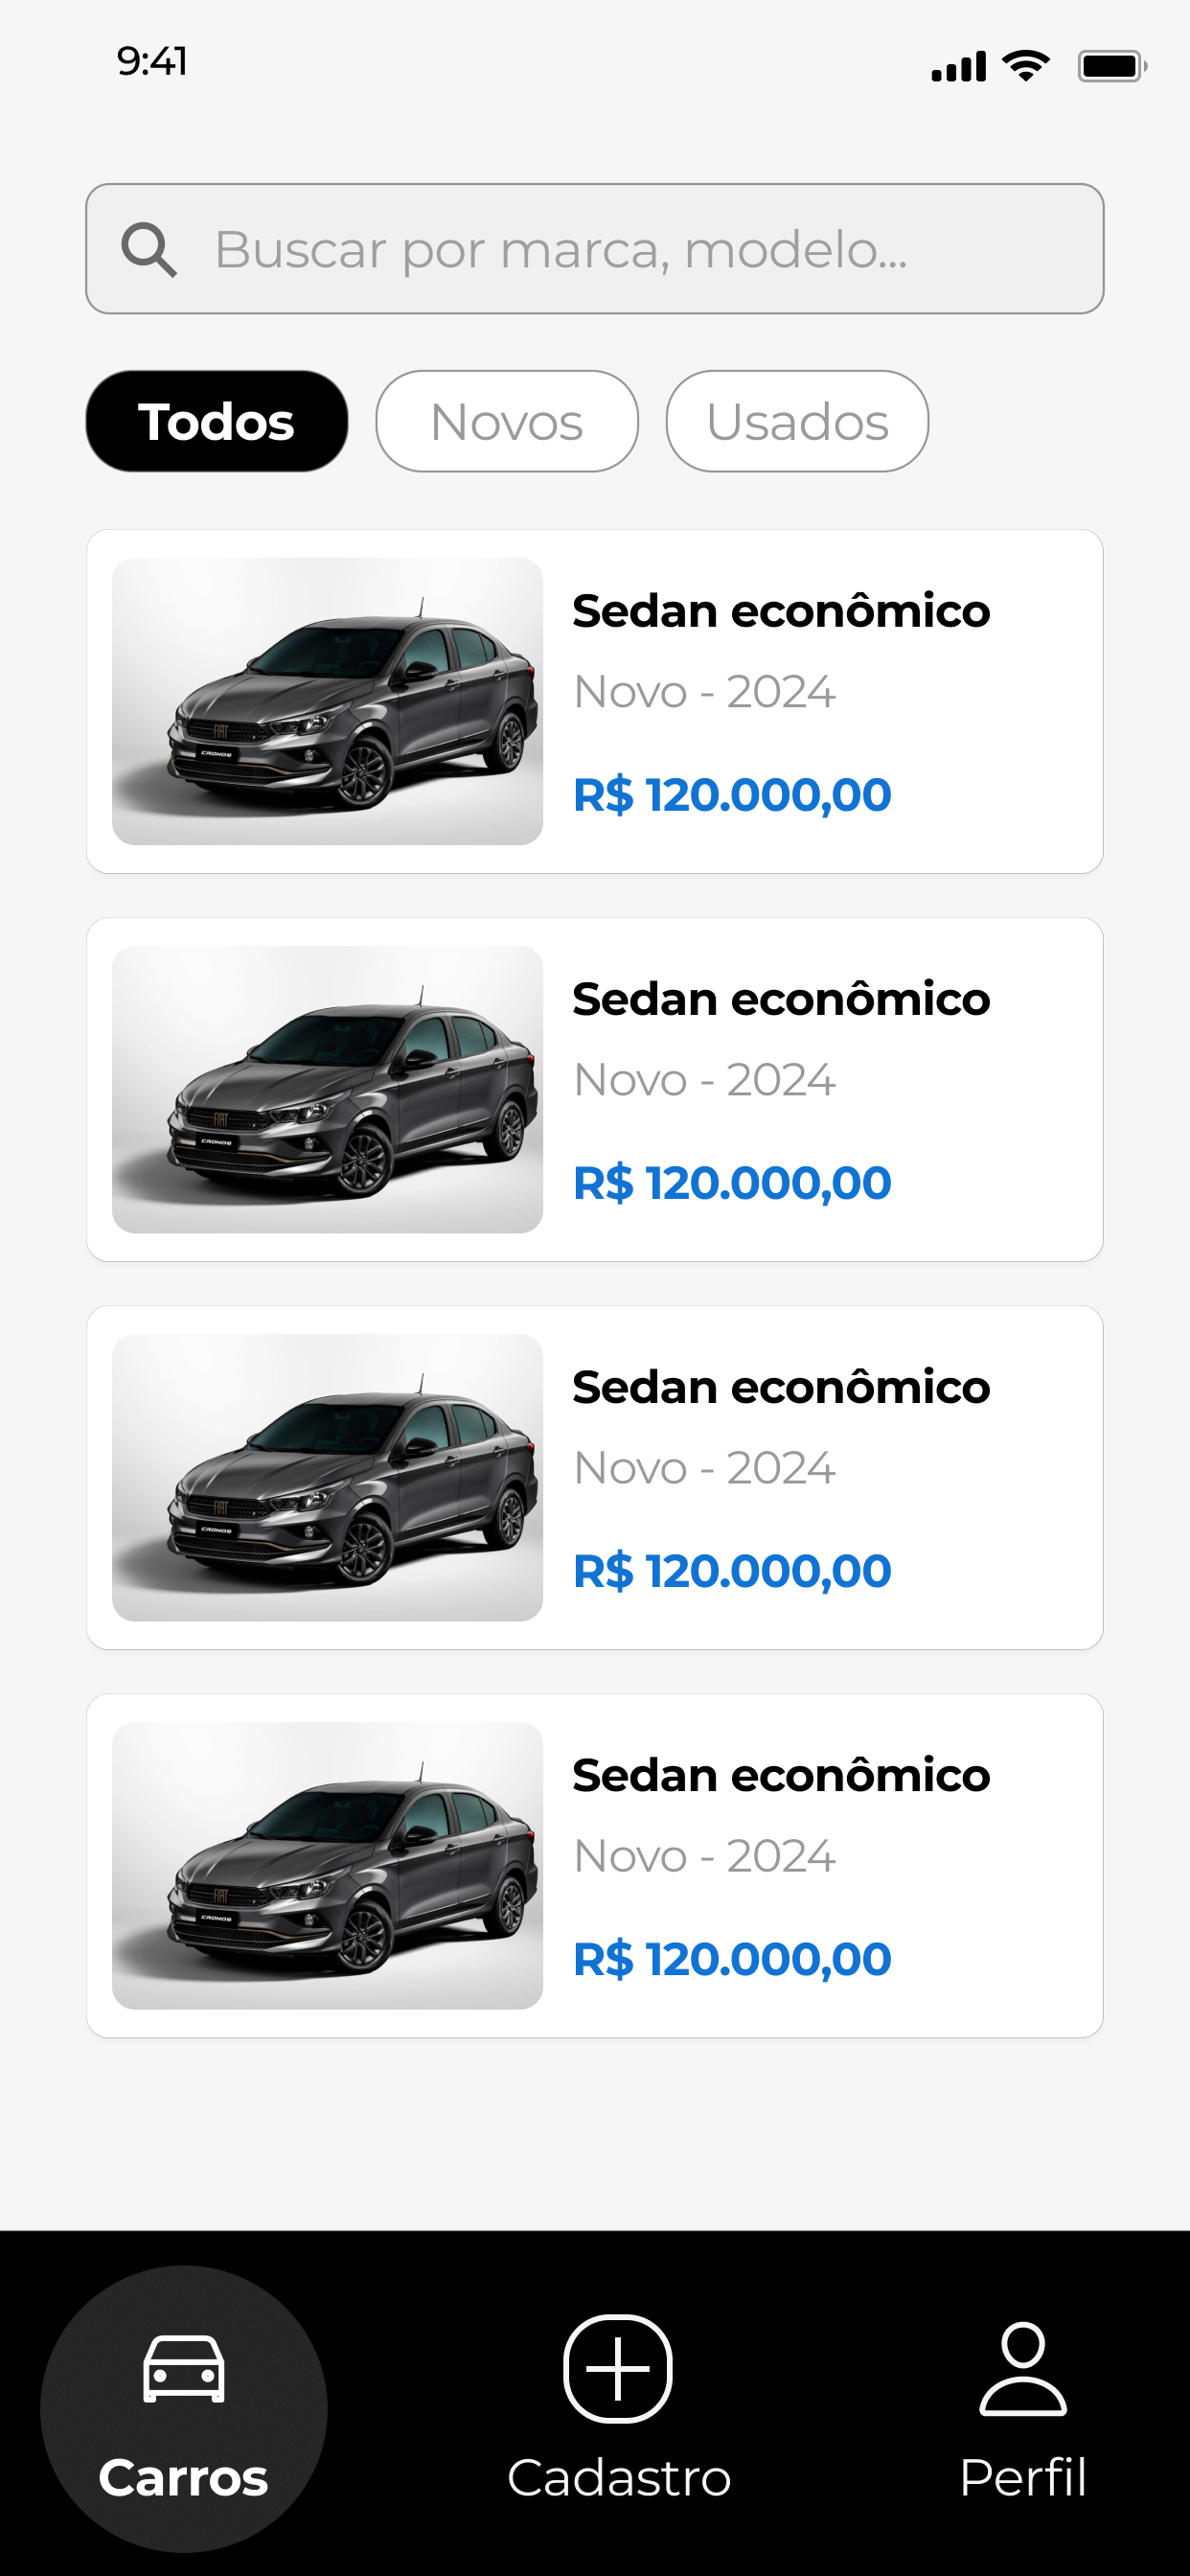 9:41
Buscar por marca, modelo...
Todos Novos Usados
Sedan econômico
Novo - 2024
R$ 120.000,00
FIAT
CRONOS
Sedan econômico
Novo - 2024
R$ 120.000,00
FIAT
CRONOS
Sedan econômico
Novo - 2024
R$ 120.000,00
FIAT
CRONOS
Sedan econômico
Novo - 2024
R$ 120.000,00
FIAT
CRONOS
Carros Cadastro Perfil